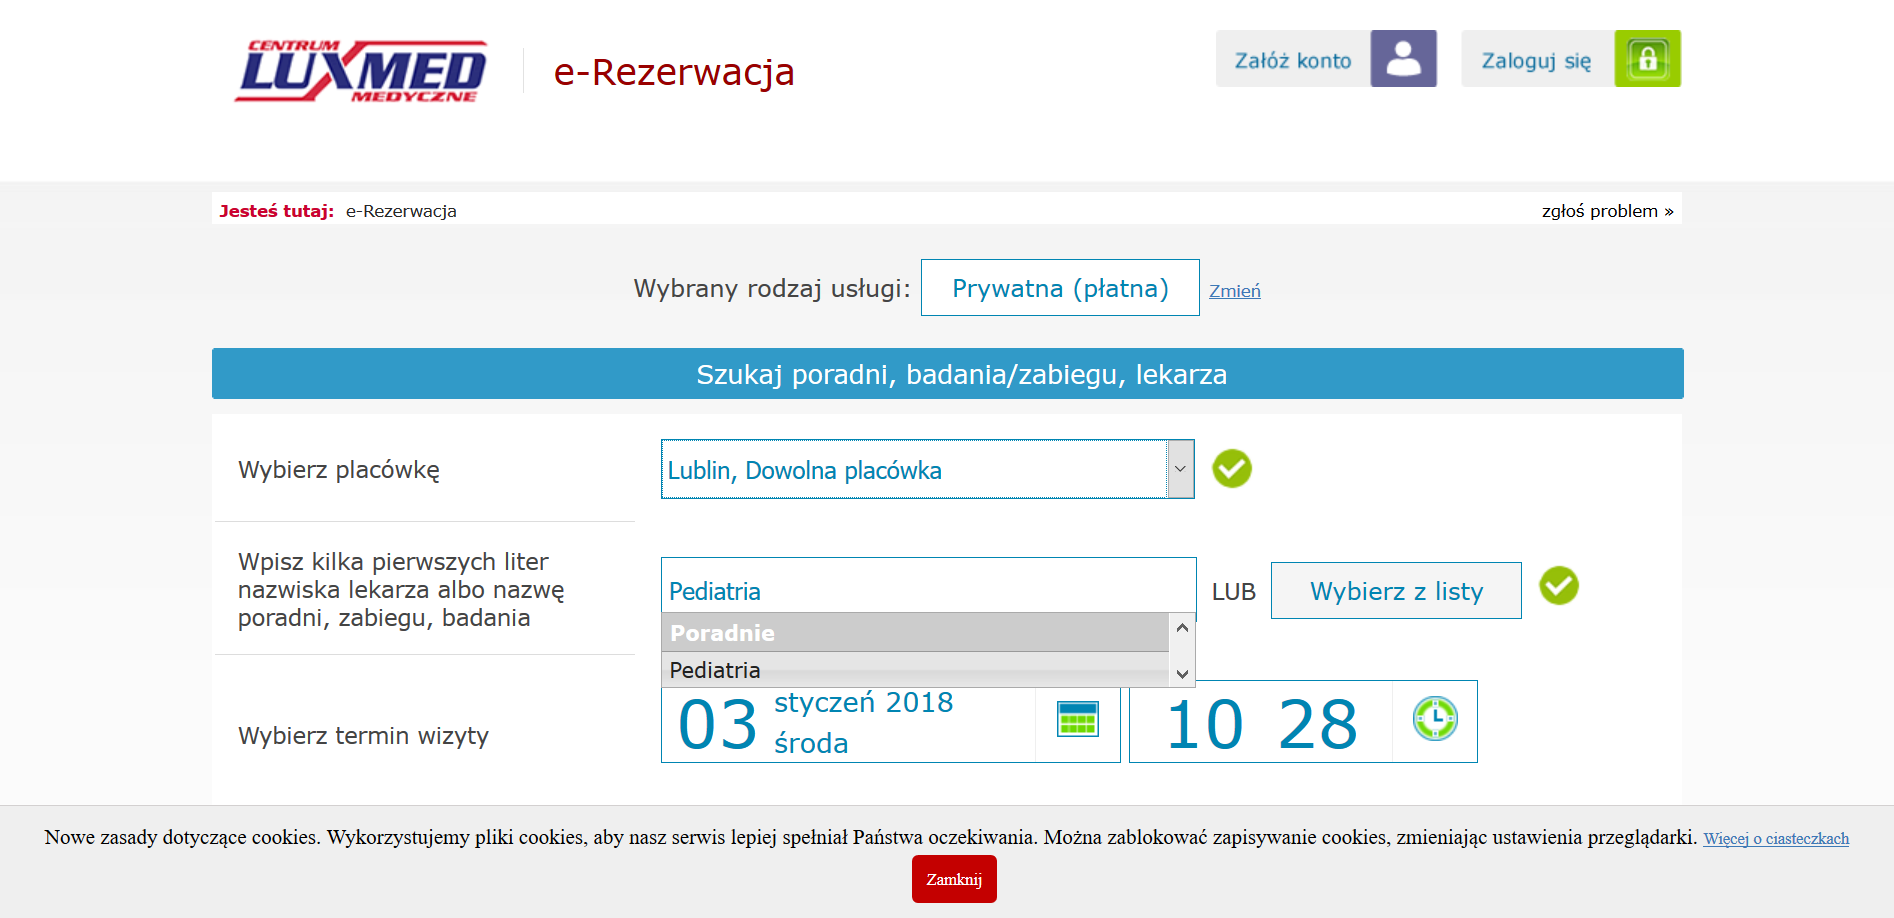 CENTRUM
LUXMED
MEDYCZNE
e-Rezerwacja
Załóż konto
Zaloguj się
Jesteś tutaj: e-Rezerwacja
zgłoś problem »
Wybrany rodzaj usługi: Prywatna (płatna) Zmień
Szukaj poradni, badania/zabiegu, lekarza
Wybierz placówkę
Lublin, Dowolna placówka
Wpisz kilka pierwszych liter
nazwiska lekarza albo nazwę
poradni, zabiegu, badania
Pediatria
LUB
Wybierz z listy
Poradnie
Pediatria
Wybierz termin wizyty
03 styczeń 2018
środa
10 28
Nowe zasady dotyczące cookies. Wykorzystujemy pliki cookies, aby nasz serwis lepiej spełniał Państwa oczekiwania. Można zablokować zapisywanie cookies, zmieniając ustawienia przeglądarki. Więcej o ciasteczkach
Zamknij